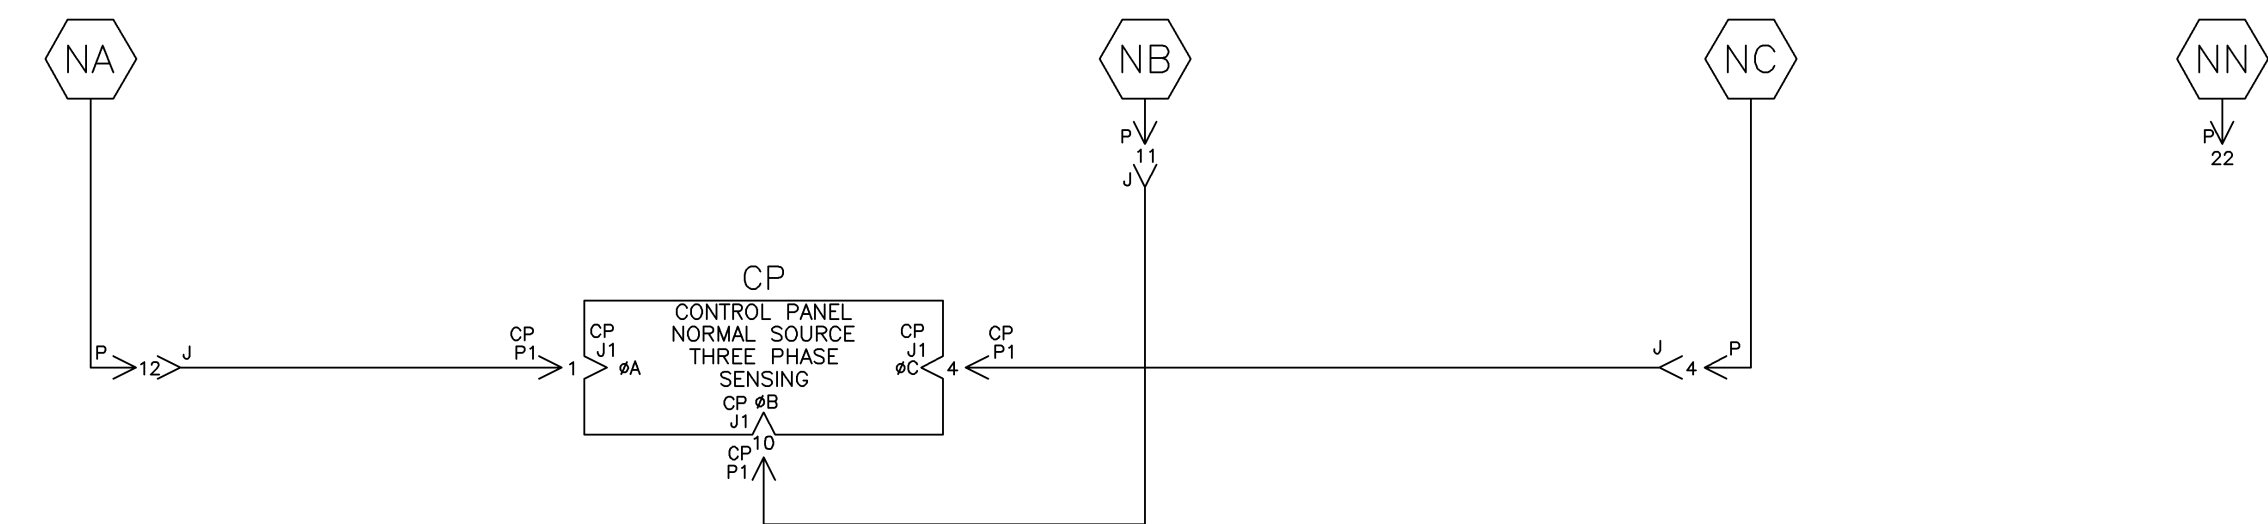 NA
NB
NC
NN
P
11
J
P
22
CP
CONTROL PANEL
NORMAL SOURCE
THREE PHASE
SENSING
P
12
J
CP
P1
1
CP
J1
øA
CP
J1
øC
4
CP
P1
J
4
P
CP
J1
øB
10
CP
P1